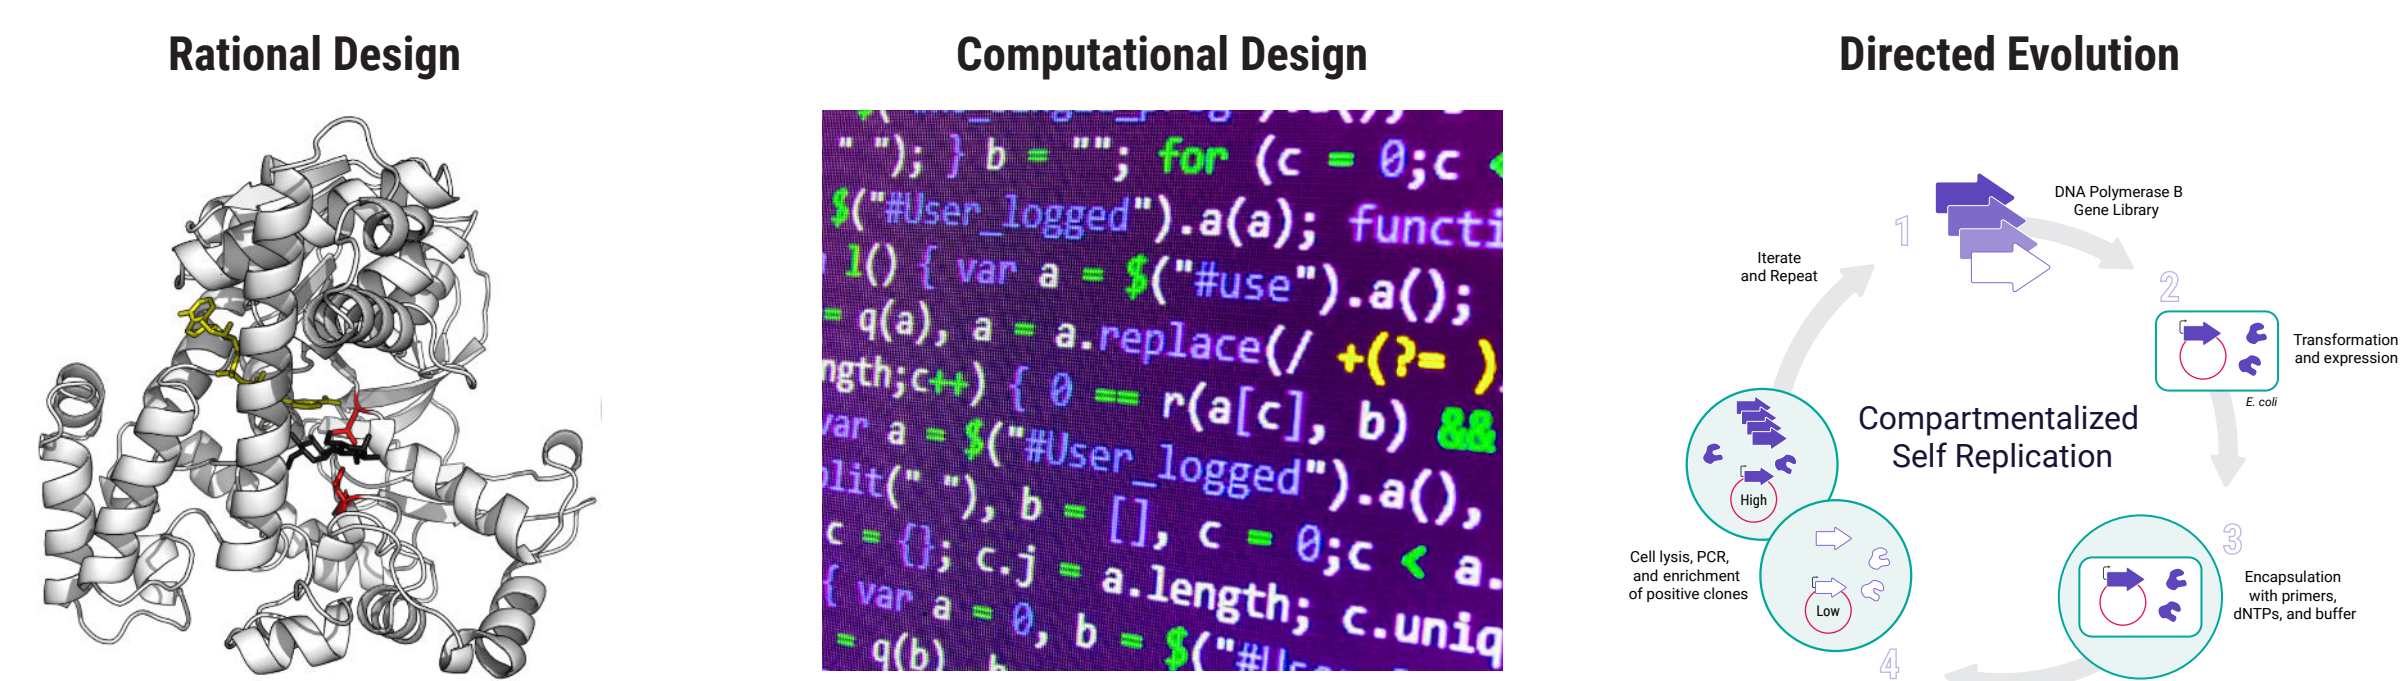 Rational Design
Computational Design
Directed Evolution
" "); } b = ""; for (c = 0;c <
$("#User_logged").a(a); functi
l() { var a = $("#use").a();
= q(a), a = a.replace(/ +(?= )
ngth;c++) { 0 == r(a[c], b) &&
var a = $("#User_logged").a(),
plit(" "), b = [], c = 0;c < a.
c = {}; c.j = a.length; c.uniq
{ var a = 0, b = $("#User
= q(b)
1
DNA Polymerase B
Gene Library
Iterate
and Repeat
2
Transformation
and expression
E. coli
Compartmentalized
Self Replication
High
Low
3
Encapsulation
with primers,
dNTPs, and buffer
Cell lysis, PCR,
and enrichment
of positive clones
4